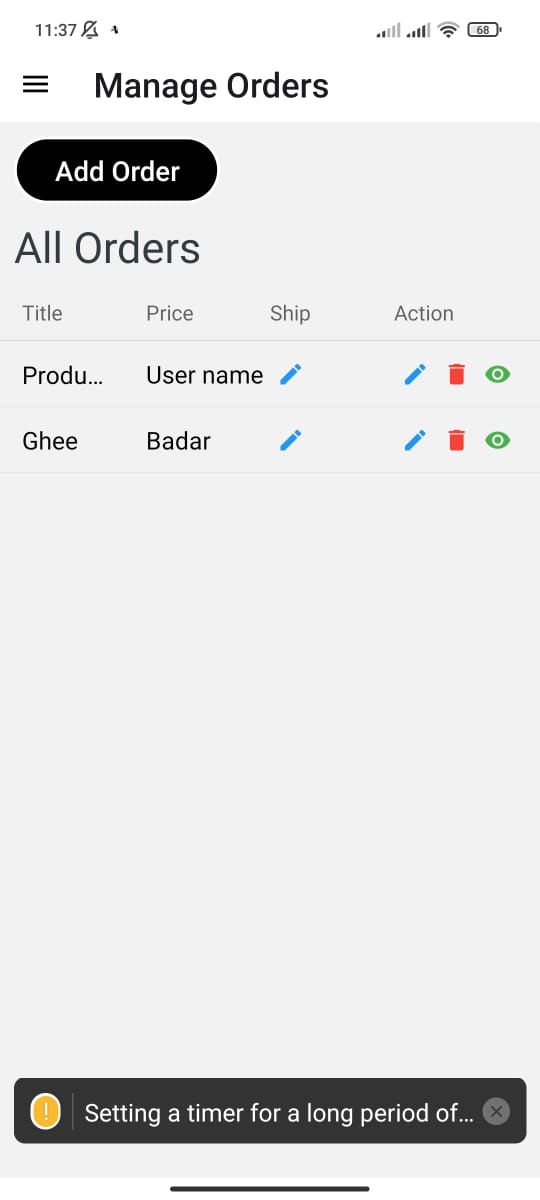 11:37
68
Manage Orders
Add Order
All Orders
Title Price Ship Action
Produ... User name
Ghee Badar
! Setting a timer for a long period of...